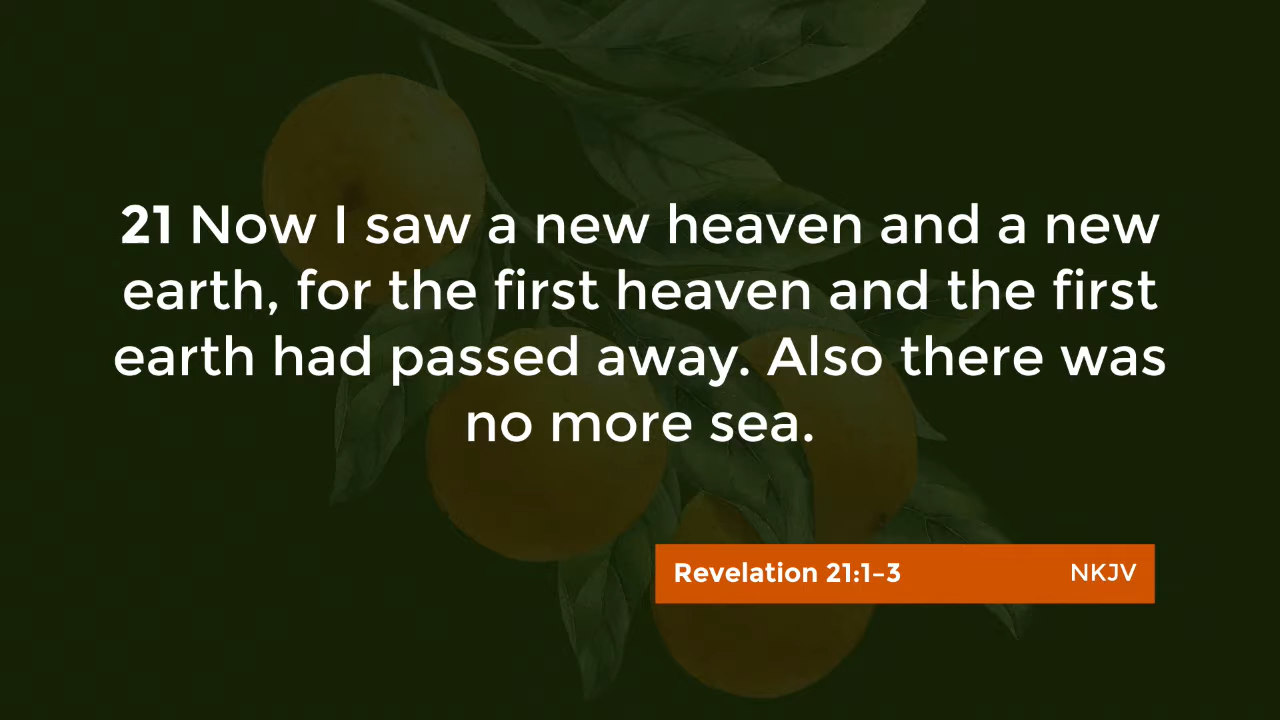 21 Now I saw a new heaven and a new
earth, for the first heaven and the first
earth had passed away. Also there was
no more sea.
Revelation 21:1–3 NKJV